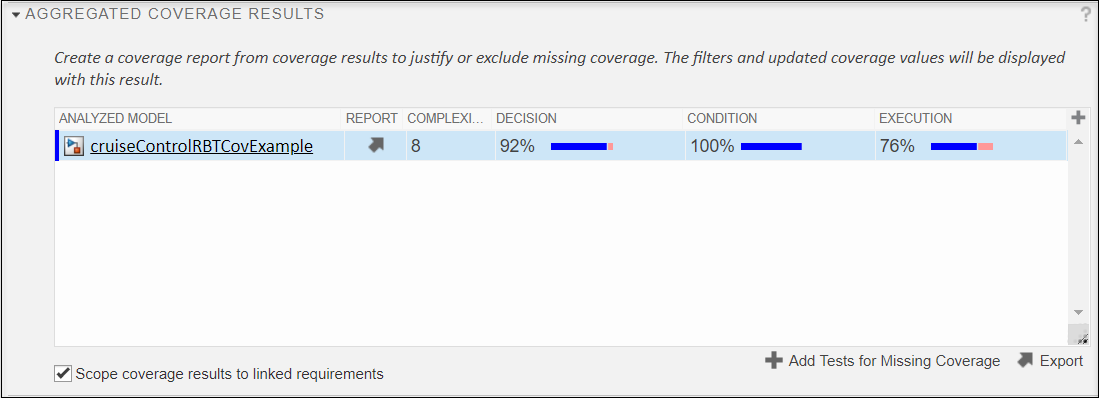 AGGREGATED COVERAGE RESULTS
?
Create a coverage report from coverage results to justify or exclude missing coverage. The filters and updated coverage values will be displayed
with this result.
ANALYZED MODEL REPORT COMPLEXI... DECISION CONDITION EXECUTION
cruiseControlRBTCovExample 8 92% 100% 76%
Add Tests for Missing Coverage Export
Scope coverage results to linked requirements